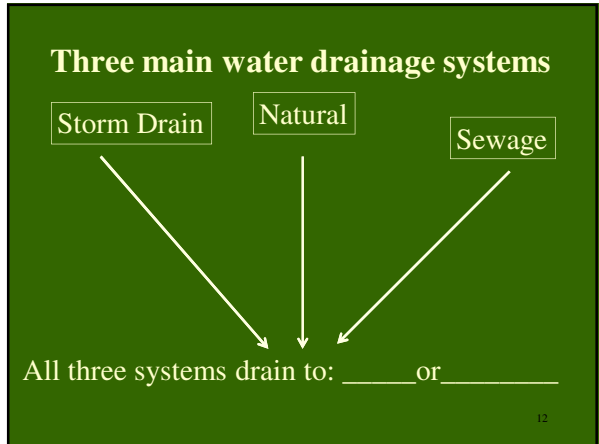 Three main water drainage systems
Storm Drain
Natural
Sewage
All three systems drain to: _____or________
12